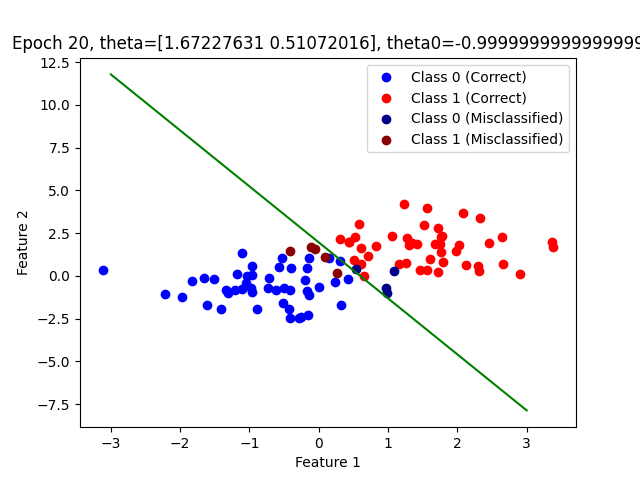 Epoch 20, theta=[1.67227631 0.51072016], theta0=-0.9999999999999999
Class 0 (Correct)
Class 1 (Correct)
Class 0 (Misclassified)
Class 1 (Misclassified)
12.5
10.0
7.5
5.0
2.5
0.0
−2.5
−5.0
−7.5
Feature 2
−3
−2
−1
0
1
2
3
Feature 1